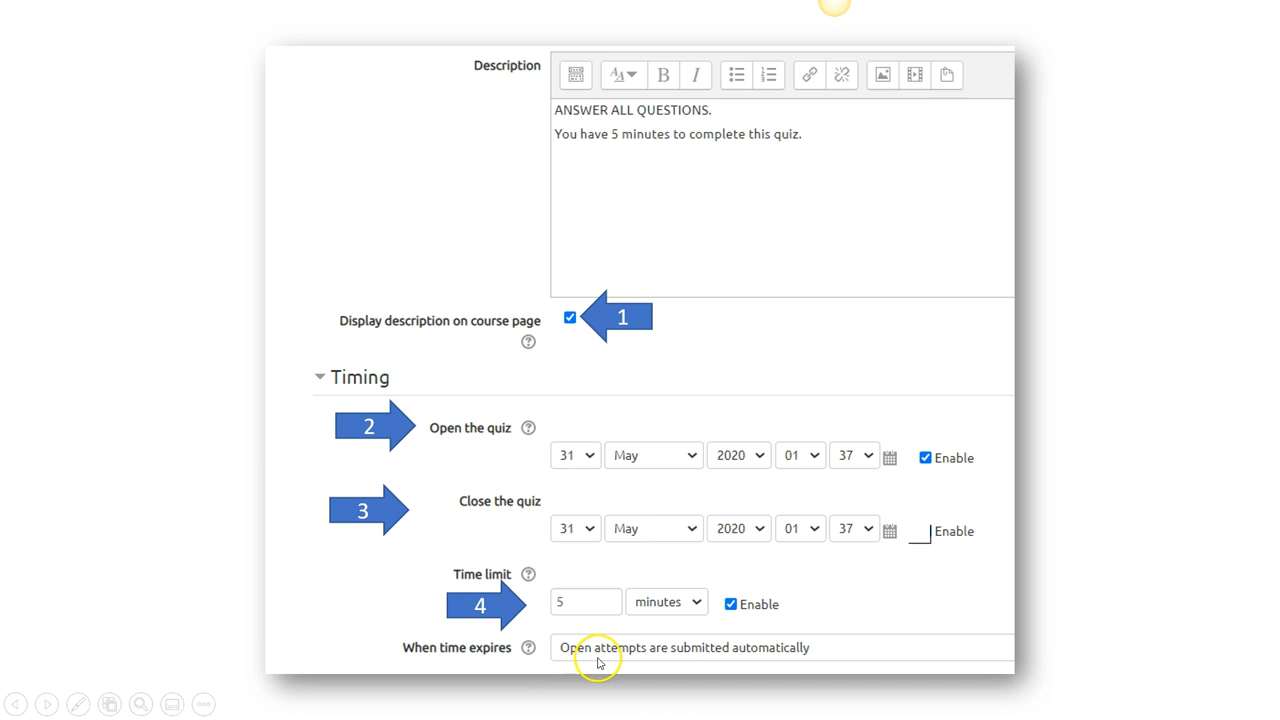 Description
ANSWER ALL QUESTIONS.
You have 5 minutes to complete this quiz.
Display description on course page
1
Timing
2 Open the quiz
31 May 2020 01 37 Enable
3 Close the quiz
31 May 2020 01 37 Enable
Time limit
4 5 minutes Enable
When time expires Open attempts are submitted automatically